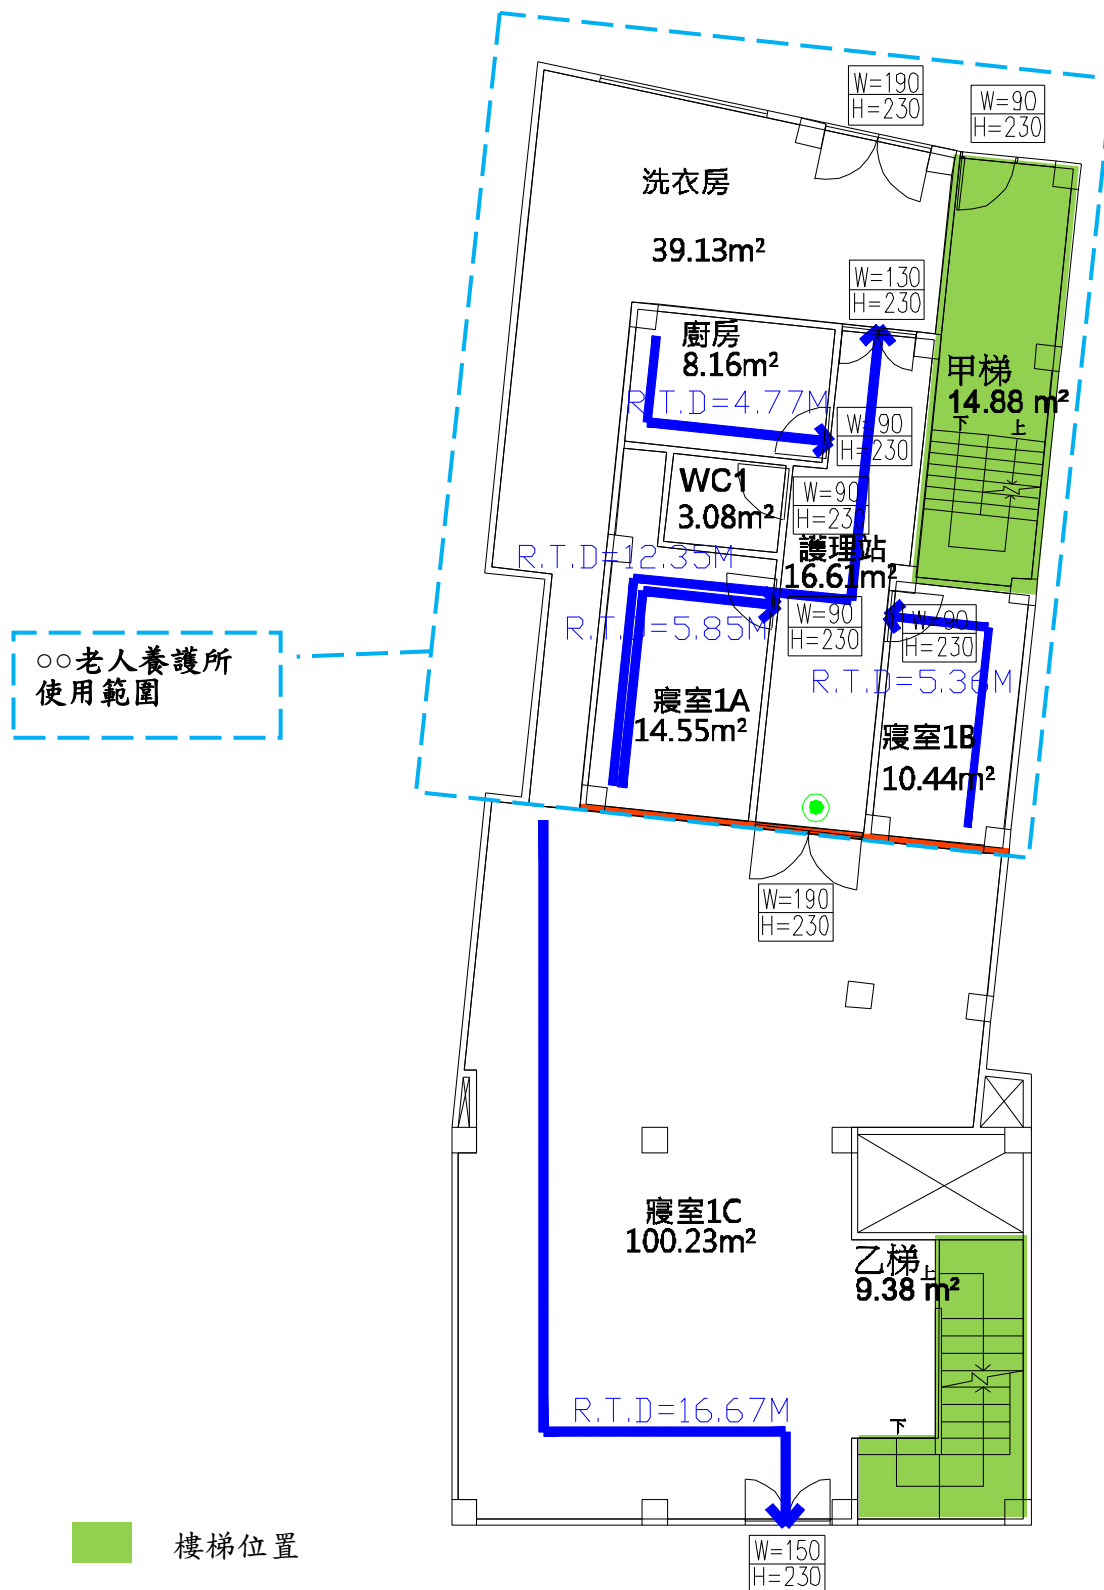 W=190
H=230
W=90
H=230
洗衣房
39.13m²
W=130
H=230
廚房
8.16m²
R.T.D=4.77M
甲梯
14.88 m²
下 上
W=90
H=230
WC1
3.08m²
W=90
H=230
護理站
16.61m²
R.T.D=12.35M
R.T.D=5.85M
W=90
H=230
W=90
H=230
R.T.D=5.36M
○○老人養護所
使用範圍
寢室1A
14.55m²
寢室1B
10.44m²
W=190
H=230
寢室1C
100.23m²
乙梯
上
9.38 m²
R.T.D=16.67M
下
樓梯位置
W=150
H=230